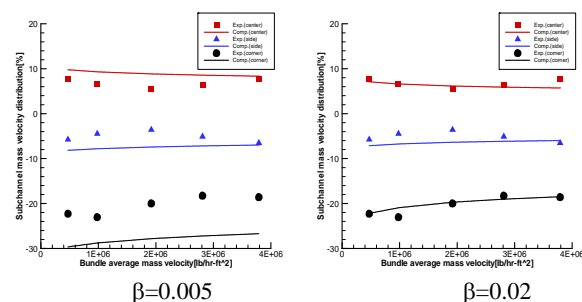 Exp.(center)
Comp.(center)
Exp.(side)
Comp.(side)
Exp.(corner)
Comp.(corner)
Subchannel mass velocity distribution[%]
20
10
0
-10
-20
-30
0 1E+06 2E+06 3E+06 4E+06
Bundle average mass velocity[lb/hr-ft^2]
β=0.005
Exp.(center)
Comp.(center)
Exp.(side)
Comp.(side)
Exp.(corner)
Comp.(corner)
Subchannel mass velocity distribution[%]
20
10
0
-10
-20
-30
0 1E+06 2E+06 3E+06 4E+06
Bundle average mass velocity[lb/hr-ft^2]
β=0.02